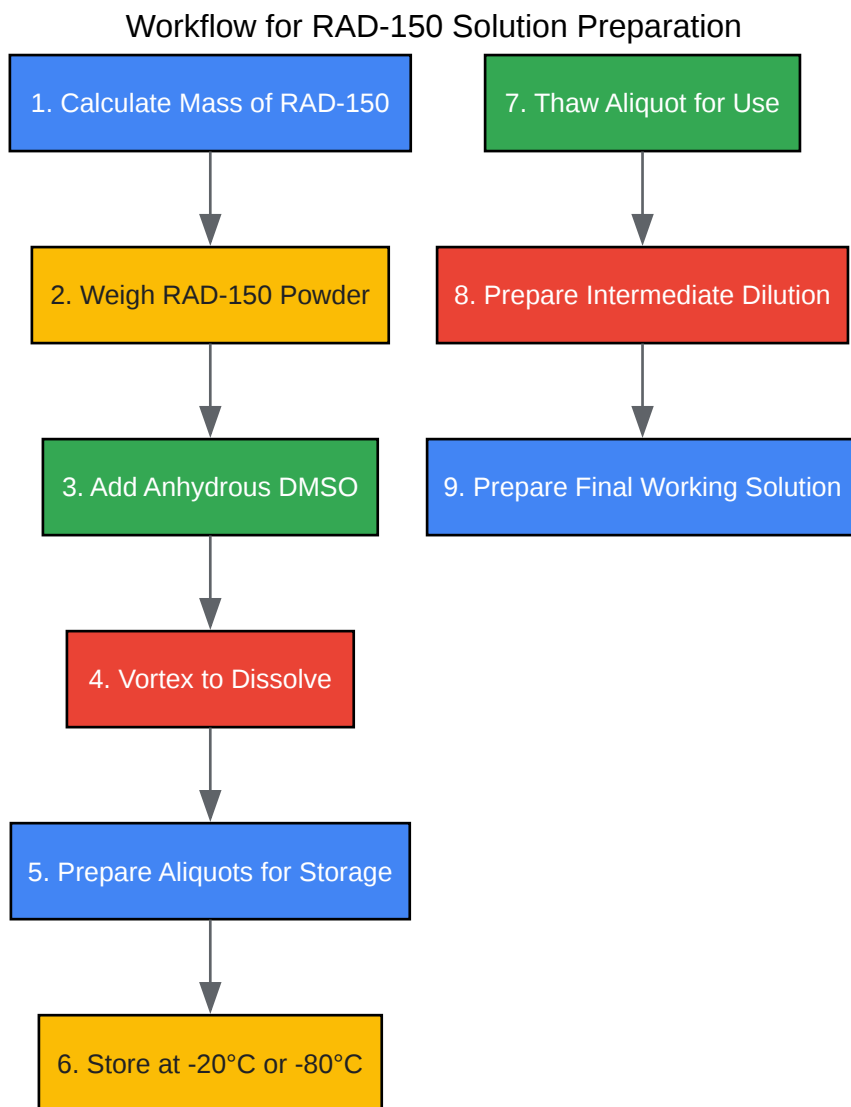 Workflow for RAD-150 Solution Preparation
1. Calculate Mass of RAD-150
2. Weigh RAD-150 Powder
3. Add Anhydrous DMSO
4. Vortex to Dissolve
5. Prepare Aliquots for Storage
6. Store at -20°C or -80°C
7. Thaw Aliquot for Use
8. Prepare Intermediate Dilution
9. Prepare Final Working Solution